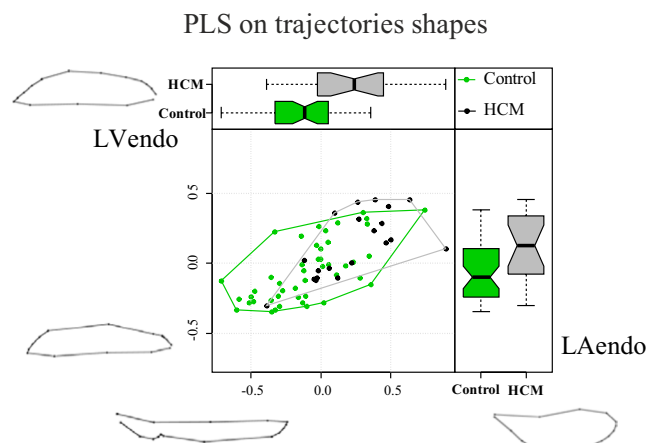 PLS on trajectories shapes
HCM
Control
Control
HCM
LVendo
0.5
0.0
-0.5
LAendo
-0.5
0.0
0.5
Control
HCM